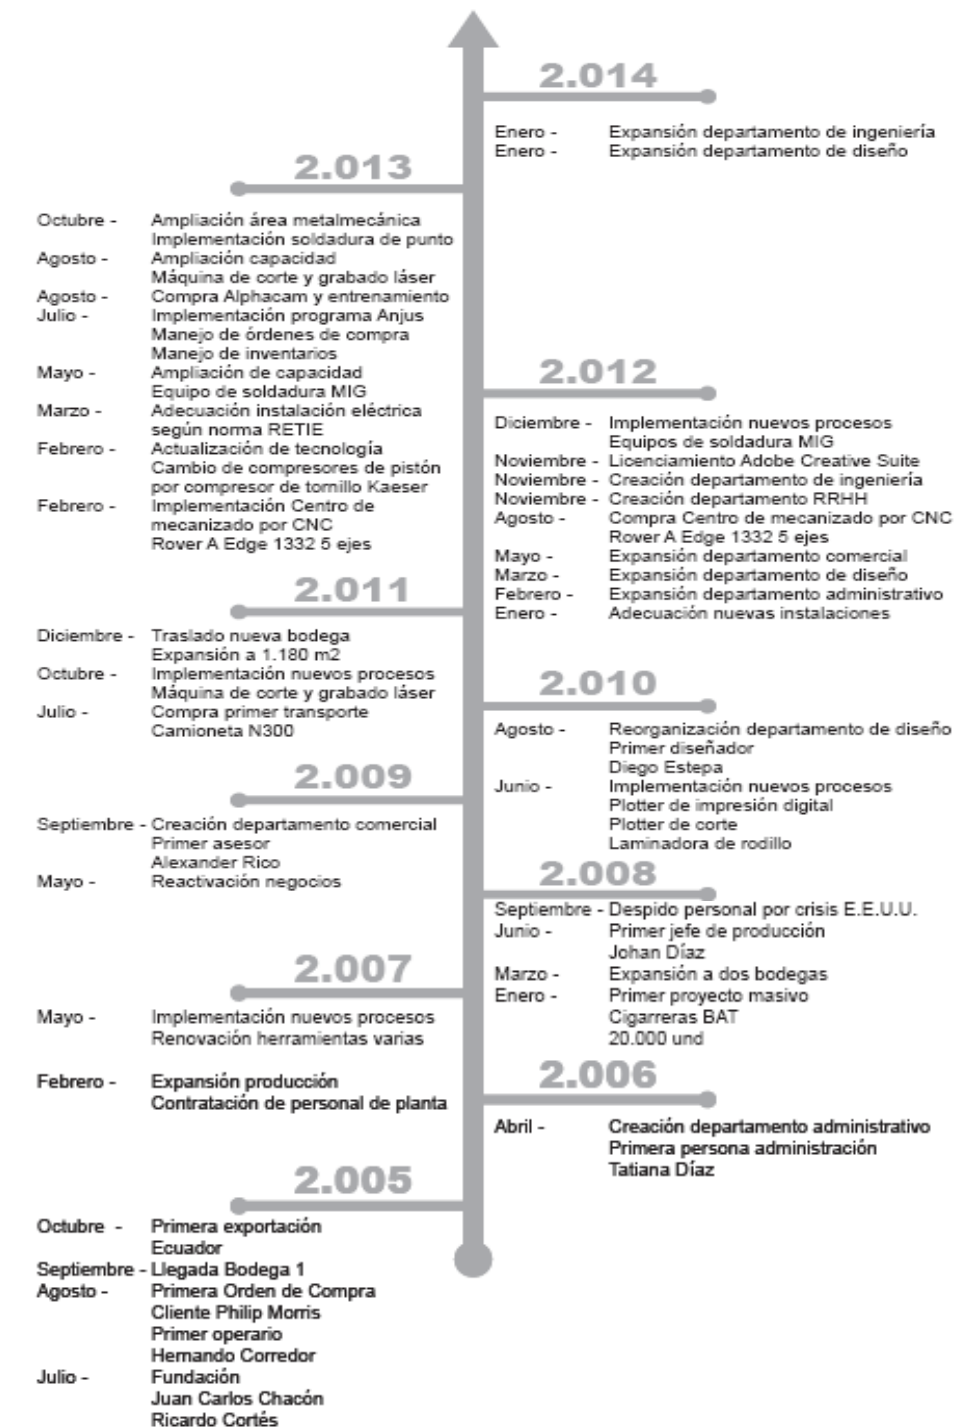 2.014
Enero - Expansión departamento de ingeniería
Enero - Expansión departamento de diseño
2.013
Octubre - Ampliación área metalmecánica
Implementación soldadura de punto
Agosto - Ampliación capacidad
Máquina de corte y grabado láser
Agosto - Compra Alphacam y entrenamiento
Julio - Implementación programa Anjus
Manejo de órdenes de compra
Manejo de inventarios
Mayo - Ampliación de capacidad
Equipo de soldadura MIG
Marzo - Adecuación instalación eléctrica
según norma RETIE
Febrero - Actualización de tecnología
Cambio de compresores de pistón
por compresor de tornillo Kaeser
Febrero - Implementación Centro de
mecanizado por CNC
Rover A Edge 1332 5 ejes
2.012
Diciembre - Implementación nuevos procesos
Equipos de soldadura MIG
Noviembre - Licenciamiento Adobe Creative Suite
Noviembre - Creación departamento de ingeniería
Noviembre - Creación departamento RRHH
Agosto - Compra Centro de mecanizado por CNC
Rover A Edge 1332 5 ejes
Mayo - Expansión departamento comercial
Marzo - Expansión departamento de diseño
Febrero - Expansión departamento administrativo
Enero - Adecuación nuevas instalaciones
2.011
Diciembre - Traslado nueva bodega
Expansión a 1.180 m2
Octubre - Implementación nuevos procesos
Máquina de corte y grabado láser
Julio - Compra primer transporte
Camioneta N300
2.010
Agosto - Reorganización departamento de diseño
Primer diseñador
Diego Estepa
Junio - Implementación nuevos procesos
Plotter de impresión digital
Plotter de corte
Laminadora de rodillo
2.009
Septiembre - Creación departamento comercial
Primer asesor
Alexander Rico
Mayo - Reactivación negocios
2.008
Septiembre - Despido personal por crisis E.E.U.U.
Junio - Primer jefe de producción
Johan Díaz
Marzo - Expansión a dos bodegas
Enero - Primer proyecto masivo
Cigarreras BAT
20.000 und
2.007
Mayo - Implementación nuevos procesos
Renovación herramientas varias
Febrero - Expansión producción
Contratación de personal de planta
2.006
Abril - Creación departamento administrativo
Primera persona administración
Tatiana Díaz
2.005
Octubre - Primera exportación
Ecuador
Septiembre - Llegada Bodega 1
Agosto - Primera Orden de Compra
Cliente Philip Morris
Primer operario
Hernando Corredor
Julio - Fundación
Juan Carlos Chacón
Ricardo Cortés